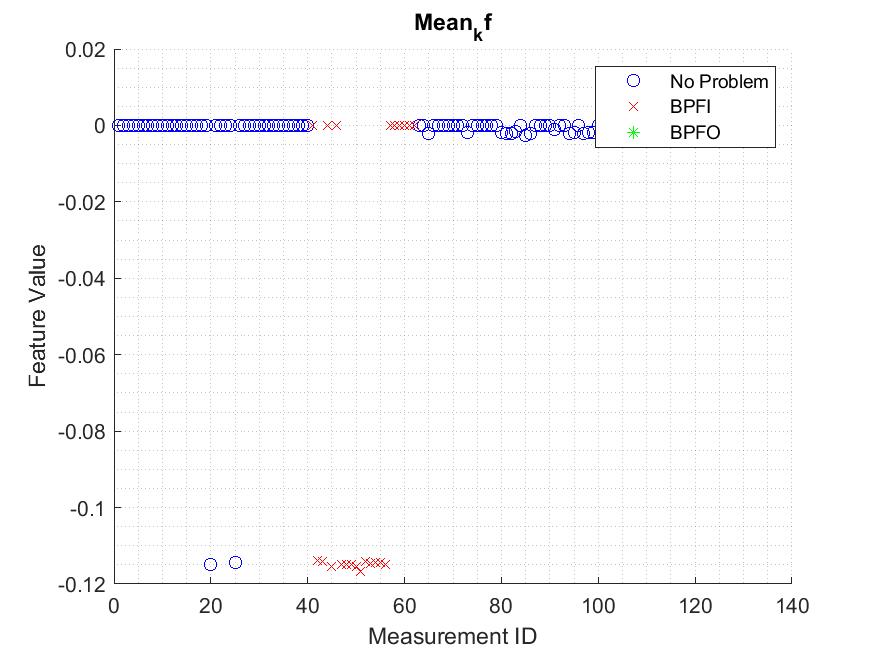 Mean_k f
0.02
0
-0.02
-0.04
-0.06
-0.08
-0.1
-0.12
Feature Value
No Problem
BPFI
BPFO
0 20 40 60 80 100 120 140
Measurement ID